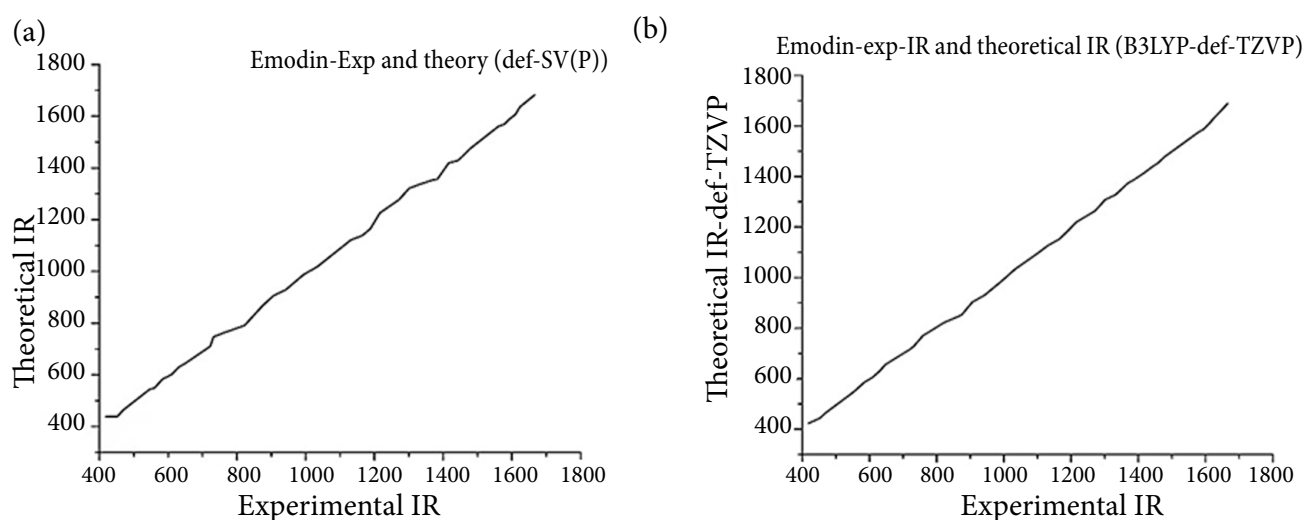 (a)
Emodin-Exp and theory (def-SV(P))
Theoretical IR
1800
1600
1400
1200
1000
800
600
400
400 600 800 1000 1200 1400 1600 1800
Experimental IR
(b)
Emodin-exp-IR and theoretical IR (B3LYP-def-TZVP)
Theoretical IR-def-TZVP
1800
1600
1400
1200
1000
800
600
400
400 600 800 1000 1200 1400 1600 1800
Experimental IR